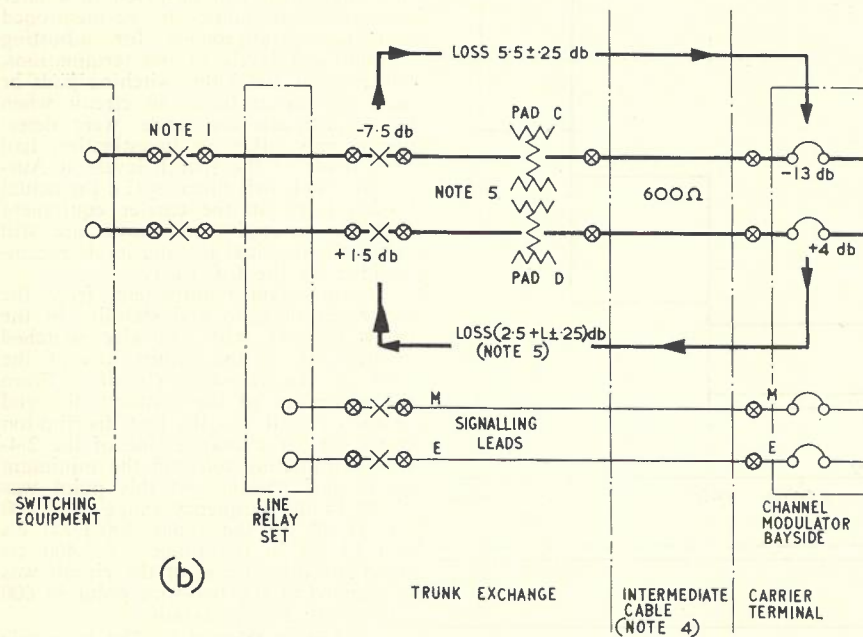 LOSS 5·5±·25 db
NOTE 1
-7·5 db
PAD C
-13 db
NOTE 5
600Ω
+1·5 db
PAD D
+4 db
LOSS(2·5+L±·25)db
(NOTE 5)
M
M
SIGNALLING
LEADS
E
E
SWITCHING
EQUIPMENT
LINE
RELAY
SET
CHANNEL
MODULATOR
BAYSIDE
(b)
TRUNK EXCHANGE
INTERMEDIATE
CABLE
(NOTE 4)
CARRIER
TERMINAL